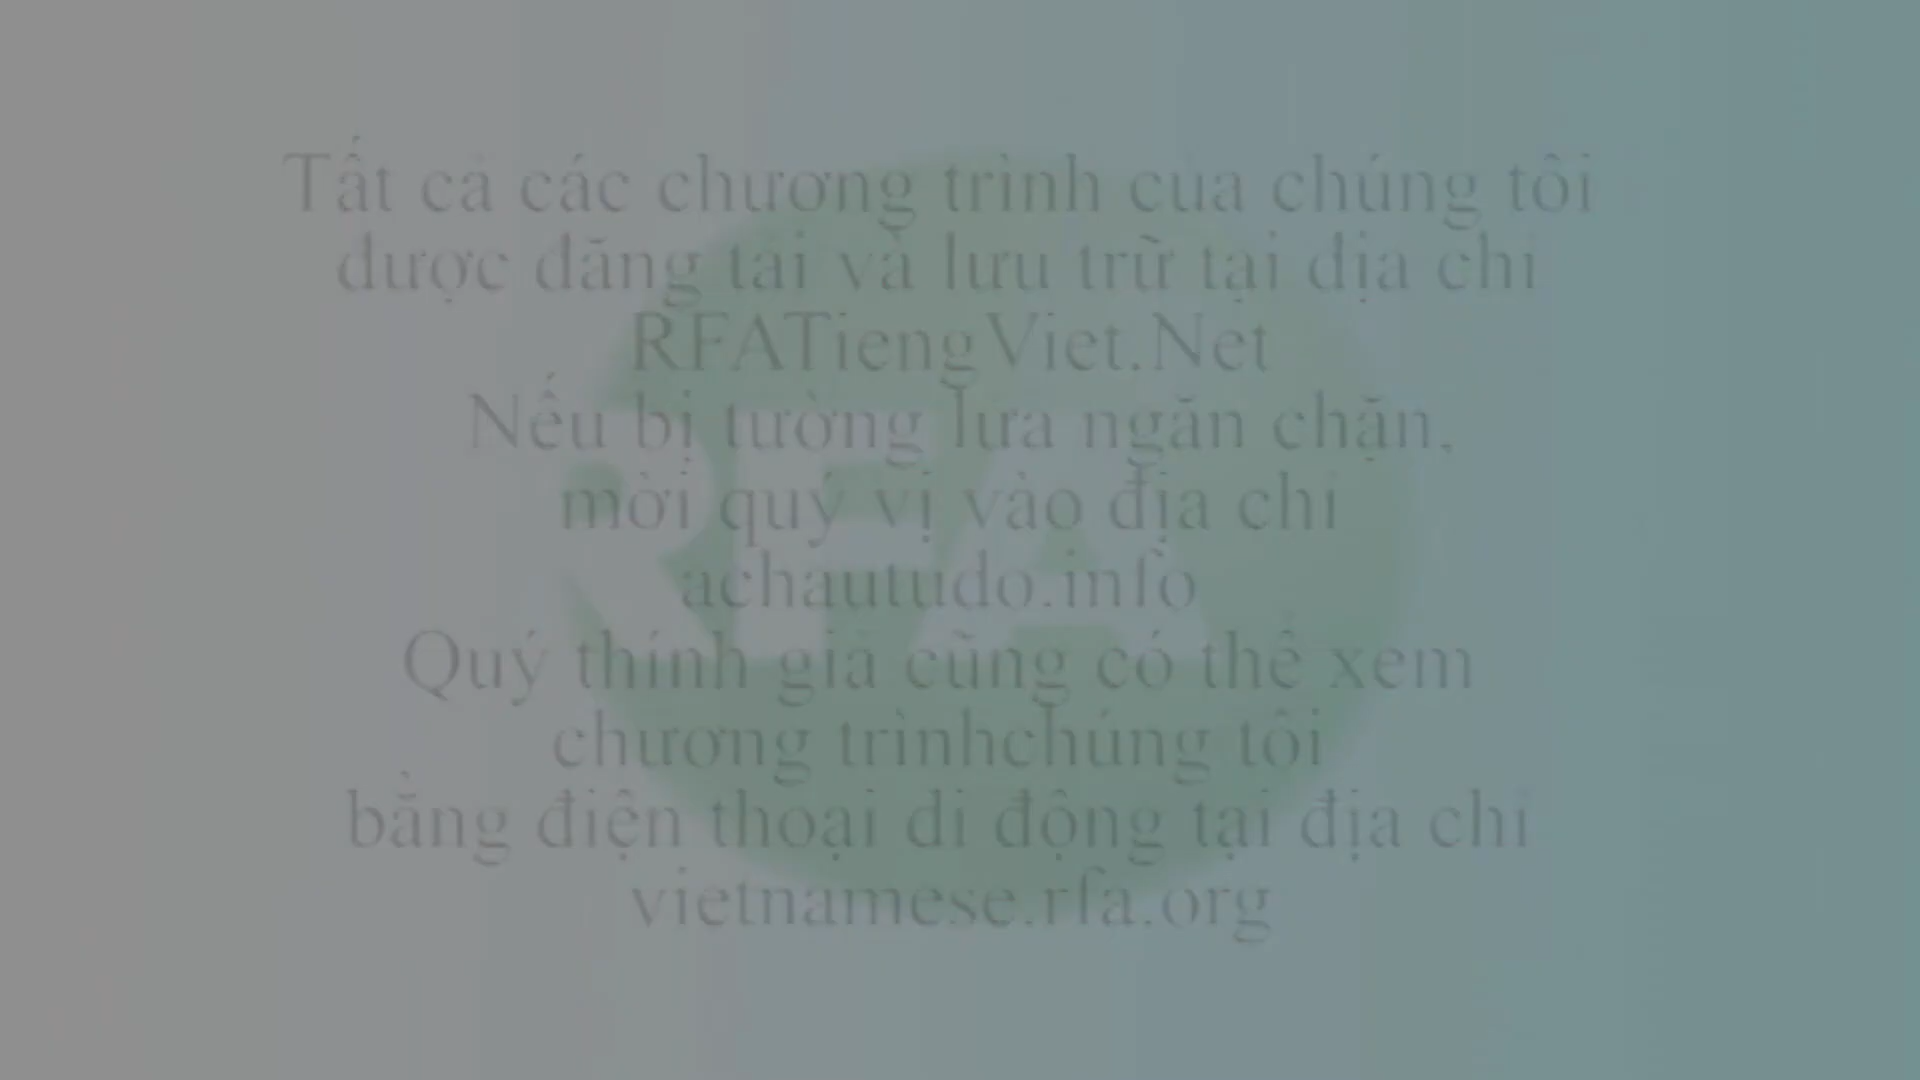 Tất cả các chương trình của chúng tôi
được đăng tải và lưu trữ tại địa chỉ
RFATiengViet.Net
Nếu bị tường lửa ngăn chặn,
mời quý vị vào địa chỉ
achautudo.info
Quý thính giả cũng có thể xem
chương trìnhchúng tôi
bằng điện thoại di động tại địa chỉ
vietnamese.rfa.org
RFA